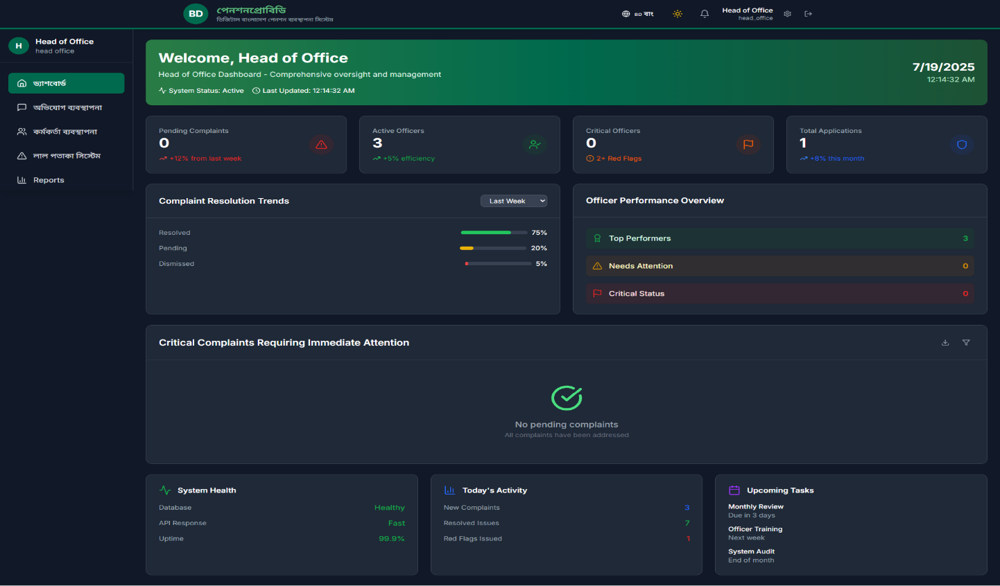 BD
পেনশনপ্রোবিডি
ডিজিটাল বাংলাদেশ পেনশন ব্যবস্থাপনা সিস্টেম
BD বাং
Head of Office
head_office
H
Head of Office
head office
ড্যাশবোর্ড
অভিযোগ ব্যবস্থাপনা
কর্মকর্তা ব্যবস্থাপনা
লাল পতাকা সিস্টেম
Reports
Welcome, Head of Office
Head of Office Dashboard - Comprehensive oversight and management
System Status: Active Last Updated: 12:14:32 AM
7/19/2025
12:14:32 AM
Pending Complaints
0
+12% from last week
Active Officers
3
+5% efficiency
Critical Officers
0
2+ Red Flags
Total Applications
1
+8% this month
Complaint Resolution Trends
Last Week
Resolved 75%
Pending 20%
Dismissed 5%
Officer Performance Overview
Top Performers 3
Needs Attention 0
Critical Status 0
Critical Complaints Requiring Immediate Attention
No pending complaints
All complaints have been addressed
System Health
Database Healthy
API Response Fast
Uptime 99.9%
Today's Activity
New Complaints 3
Resolved Issues 7
Red Flags Issued 1
Upcoming Tasks
Monthly Review
Due in 3 days
Officer Training
Next week
System Audit
End of month